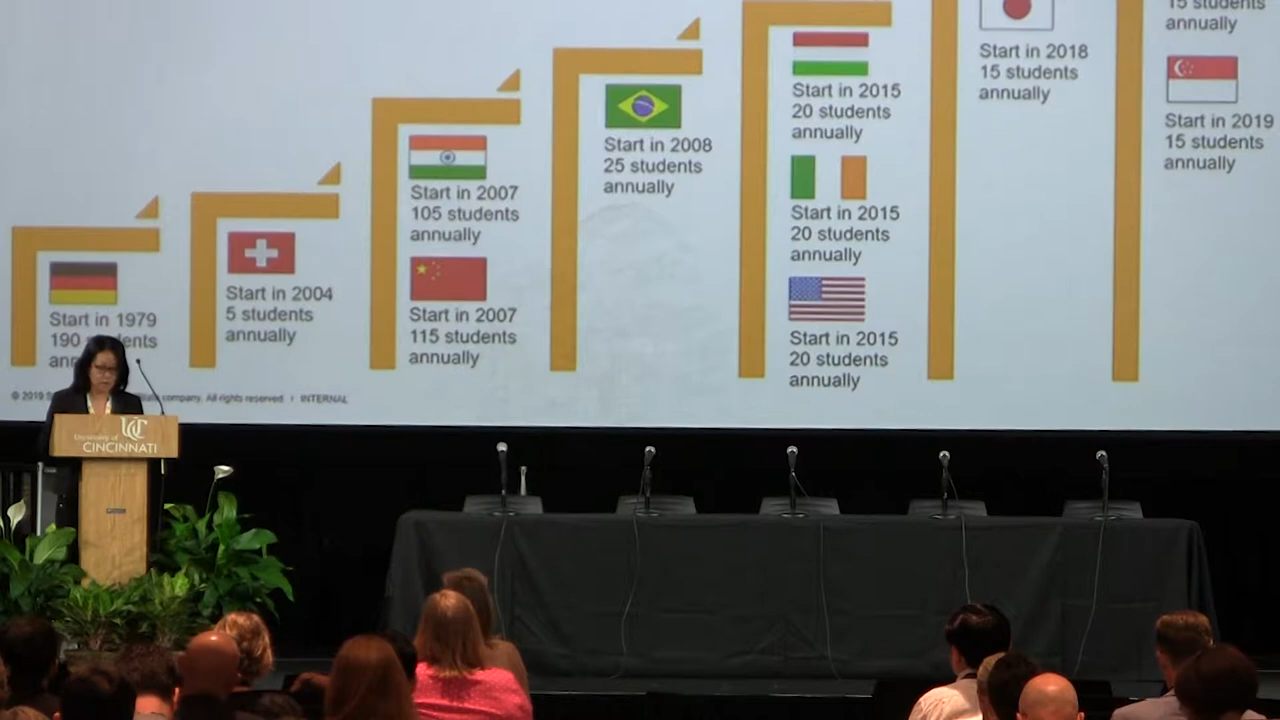 Start in 1979
190
Start in 2004
5 students
annually
Start in 2007
105 students
annually
Start in 2007
115 students
annually
Start in 2008
25 students
annually
Start in 2015
20 students
annually
Start in 2015
20 students
annually
Start in 2015
20 students
annually
Start in 2018
15 students
annually
15 students
annually
Start in 2019
15 students
annually
© 2019
company. All rights reserved. I INTERNAL
UC
University of
CINCINNATI